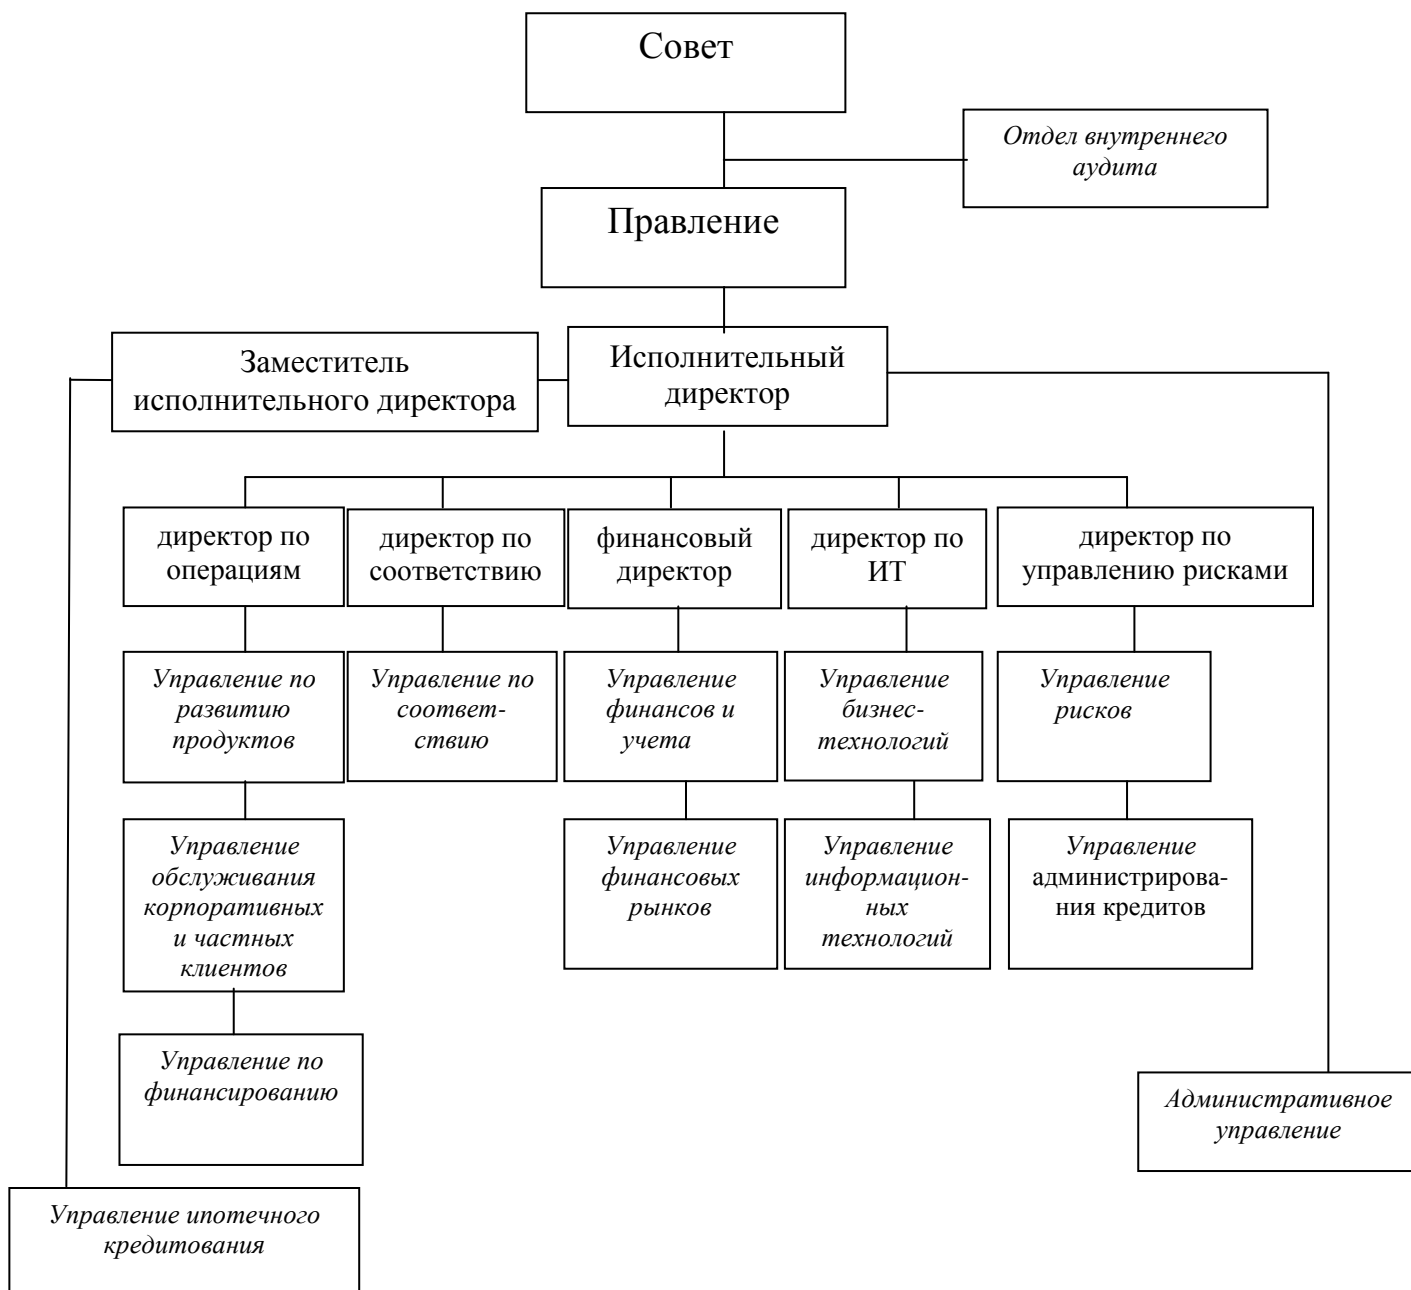 Совет
Отдел внутреннего
аудита
Правление
Заместитель
исполнительного директора
Исполнительный
директор
директор по
операциям
директор по
соответствию
финансовый
директор
директор по
ИТ
директор по
управлению рисками
Управление по
развитию
продуктов
Управление по
соответ-
ствию
Управление
финансов и
учета
Управление
бизнес-
технологий
Управление
рисков
Управление
обслуживания
корпоративных
и частных
клиентов
Управление
финансовых
рынков
Управление
информацион-
ных
технологий
Управление
администрирова-
ния кредитов
Управление по
финансированию
Административное
управление
Управление ипотечного
кредитования